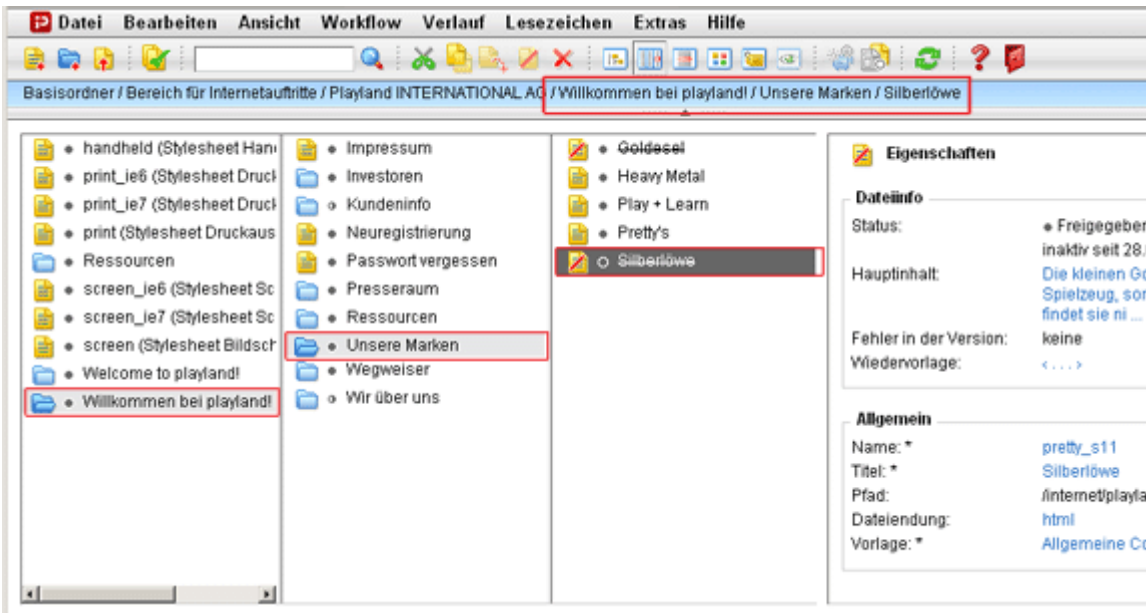 Datei Bearbeiten Ansicht Workflow Verlauf Lesezeichen Extras Hilfe
Basisordner / Bereich für Internetauftritte / Playland INTERNATIONAL AG / Willkommen bei playland! / Unsere Marken / Silberlöwe
handheld (Stylesheet Han
print_ie6 (Stylesheet Druck
print_ie7 (Stylesheet Druck
print (Stylesheet Druckaus
Ressourcen
screen_ie6 (Stylesheet Sc
screen_ie7 (Stylesheet Sc
screen (Stylesheet Bildsch
Welcome to playland!
Willkommen bei playland!
Impressum
Investoren
Kundeninfo
Neuregistrierung
Passwort vergessen
Presseraum
Ressourcen
Unsere Marken
Wegweiser
Wir über uns
Goldesel
Heavy Metal
Play + Learn
Pretty's
Silberlöwe
Eigenschaften
Dateiinfo
Status: Freigegeben
inaktiv seit 28.
Hauptinhalt: Die kleinen Go
Spielzeug, son
findet sie ni ...
Fehler in der Version: keine
Wiedervorlage: < . . . >
Allgemein
Name: * pretty_s11
Titel: * Silberlöwe
Pfad: /internet/playla
Dateiendung: html
Vorlage: * Allgemeine Co